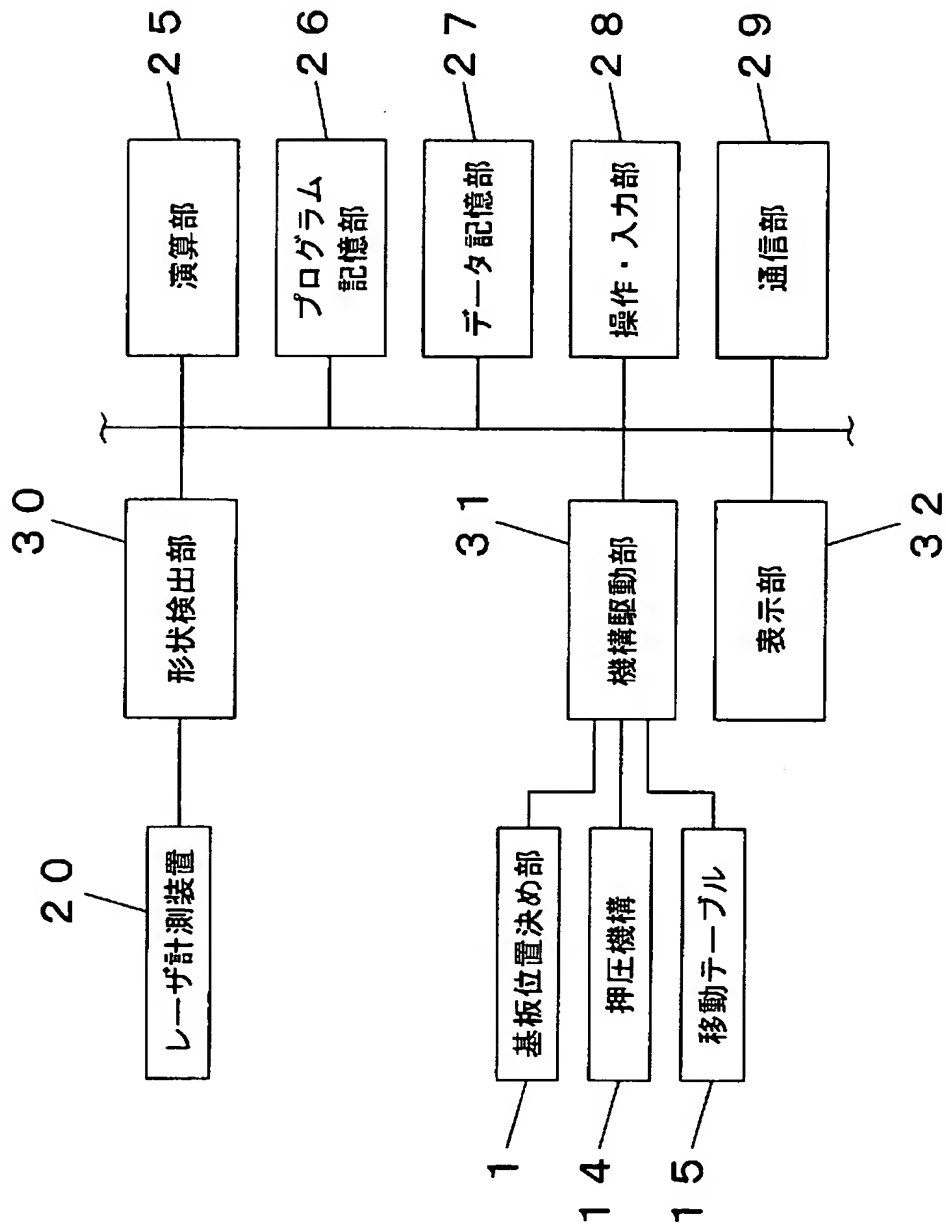 ２０
レーザ計測装置
３０
形状検出部
演算部
２５
プログラム
記憶部
２６
データ記憶部
２７
１
基板位置決め部
１４
押圧機構
１５
移動テーブル
３１
機構駆動部
操作・入力部
２８
表示部
３２
通信部
２９